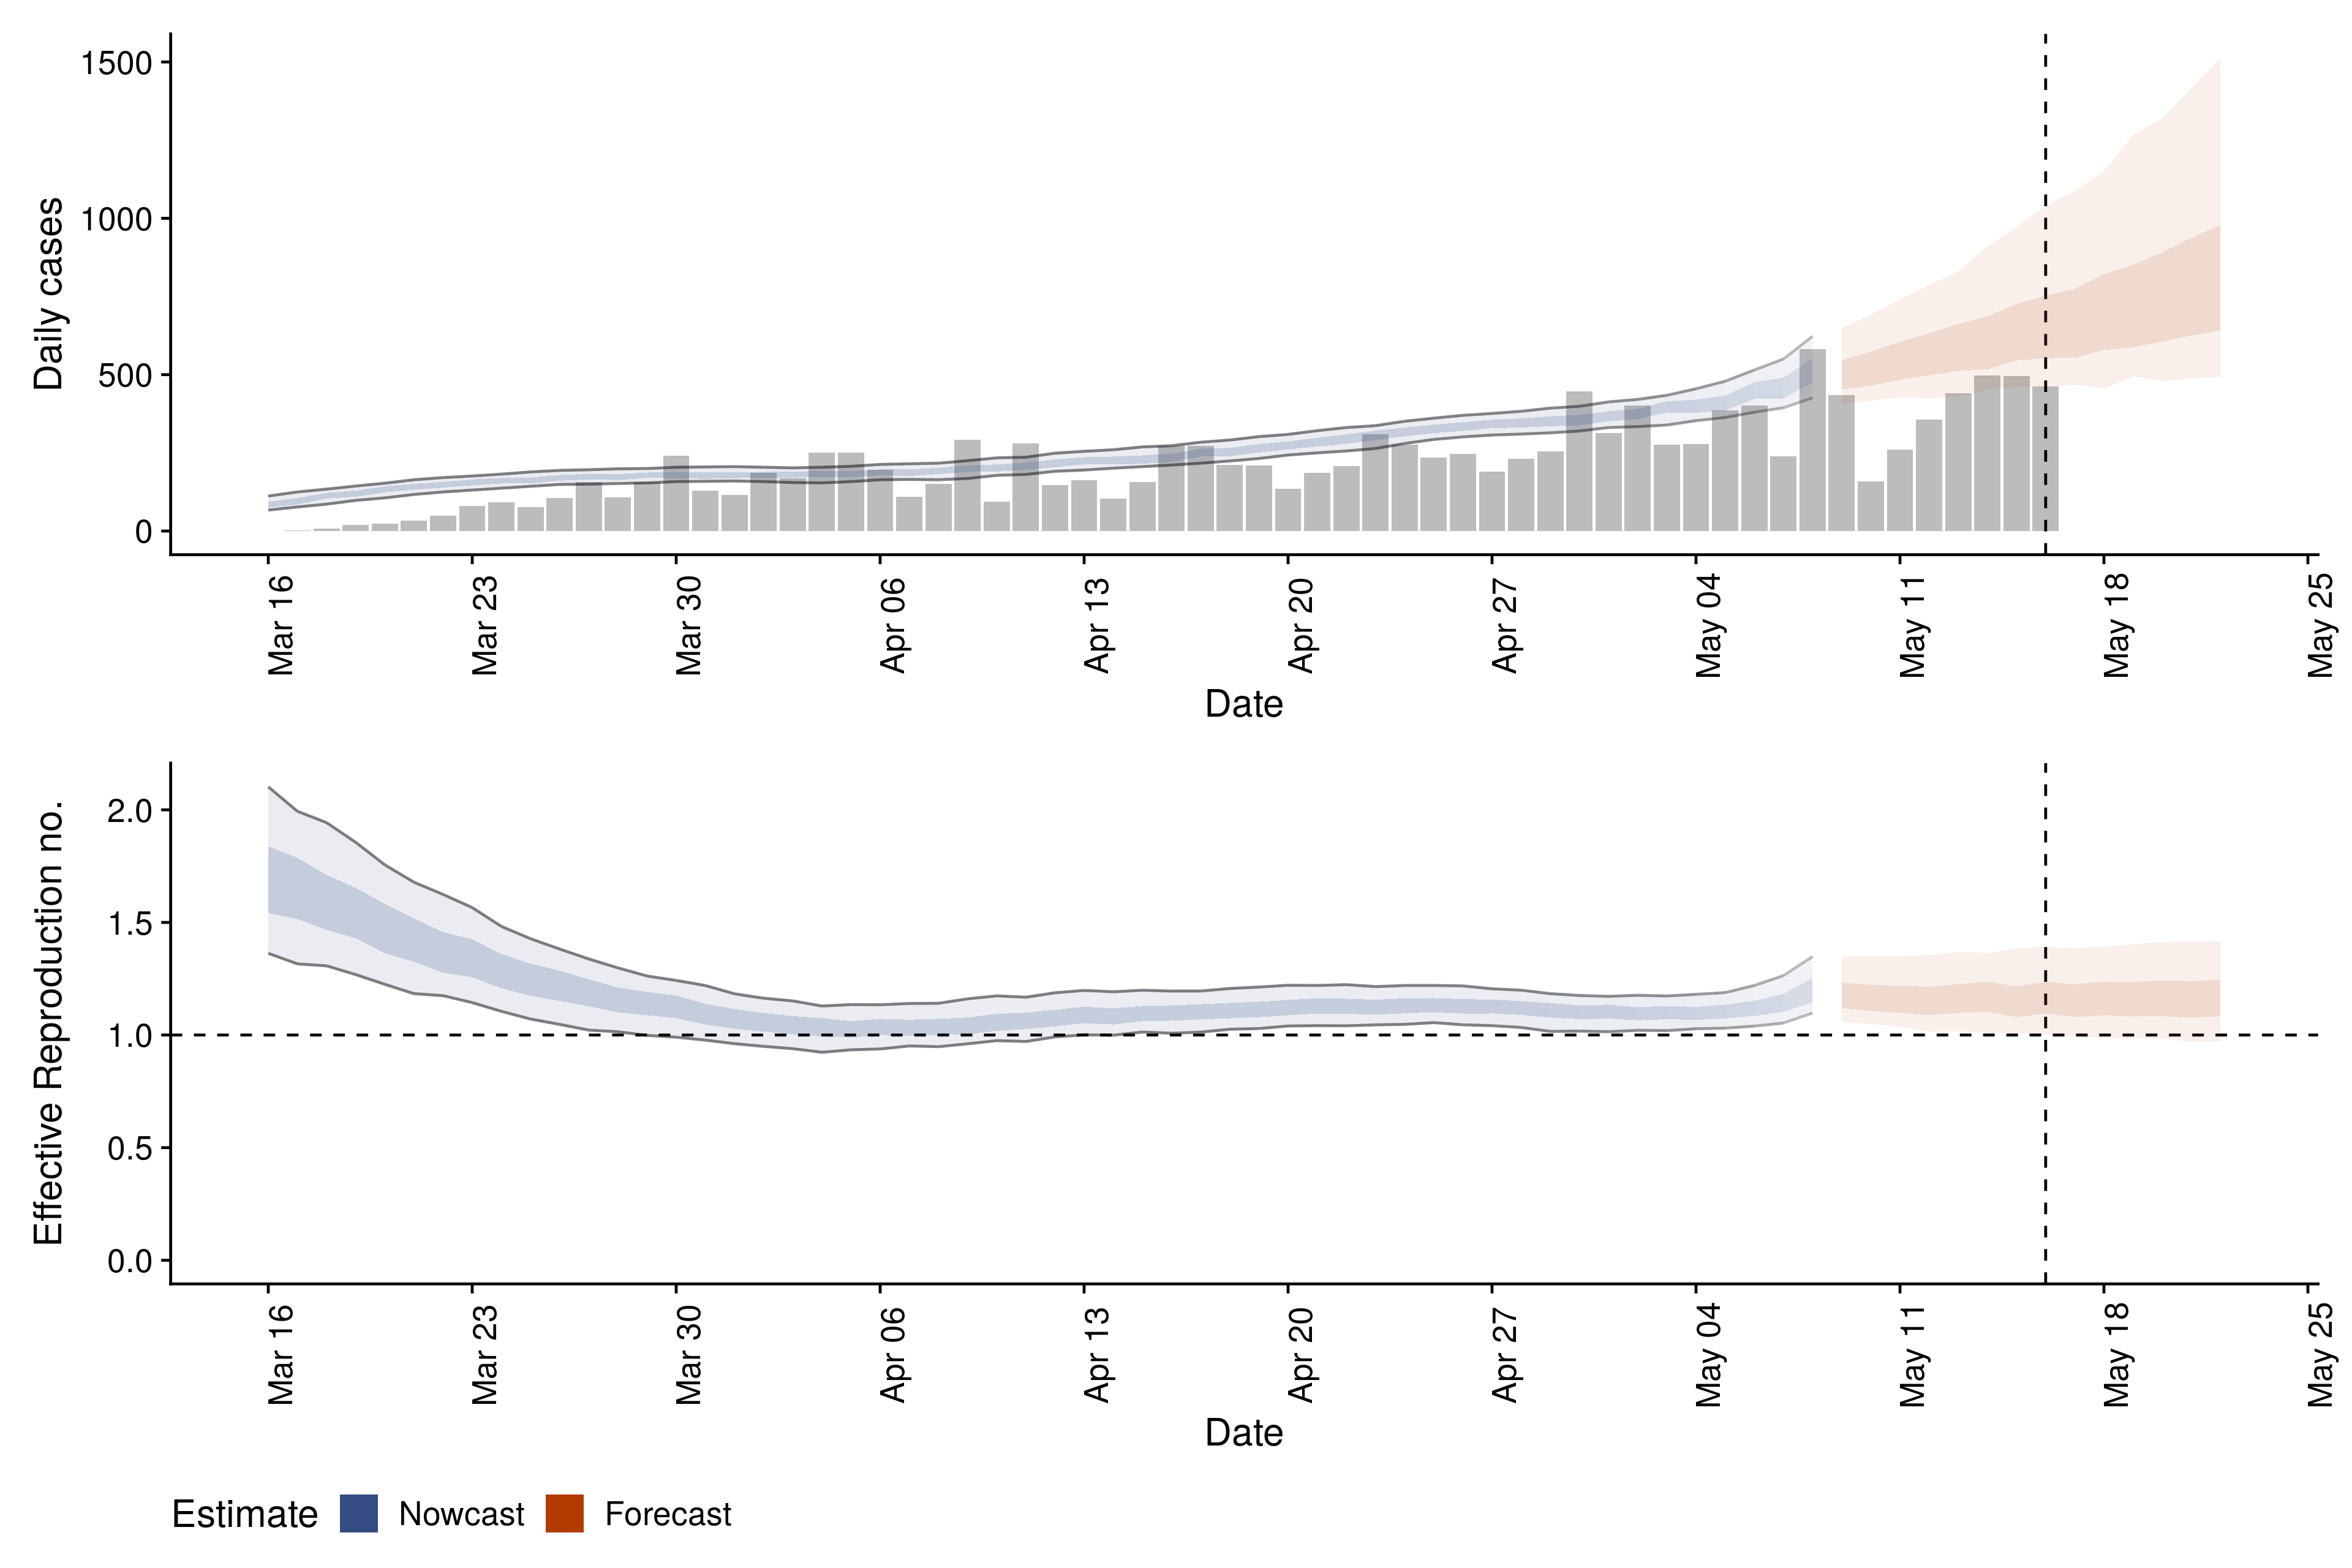 Daily cases
1500
1000
500
0
Mar 16
Mar 23
Mar 30
Apr 06
Apr 13
Apr 20
Apr 27
May 04
May 11
May 18
May 25
Date
Effective Reproduction no.
2.0
1.5
1.0
0.5
0.0
Mar 16
Mar 23
Mar 30
Apr 06
Apr 13
Apr 20
Apr 27
May 04
May 11
May 18
May 25
Date
Estimate Nowcast Forecast